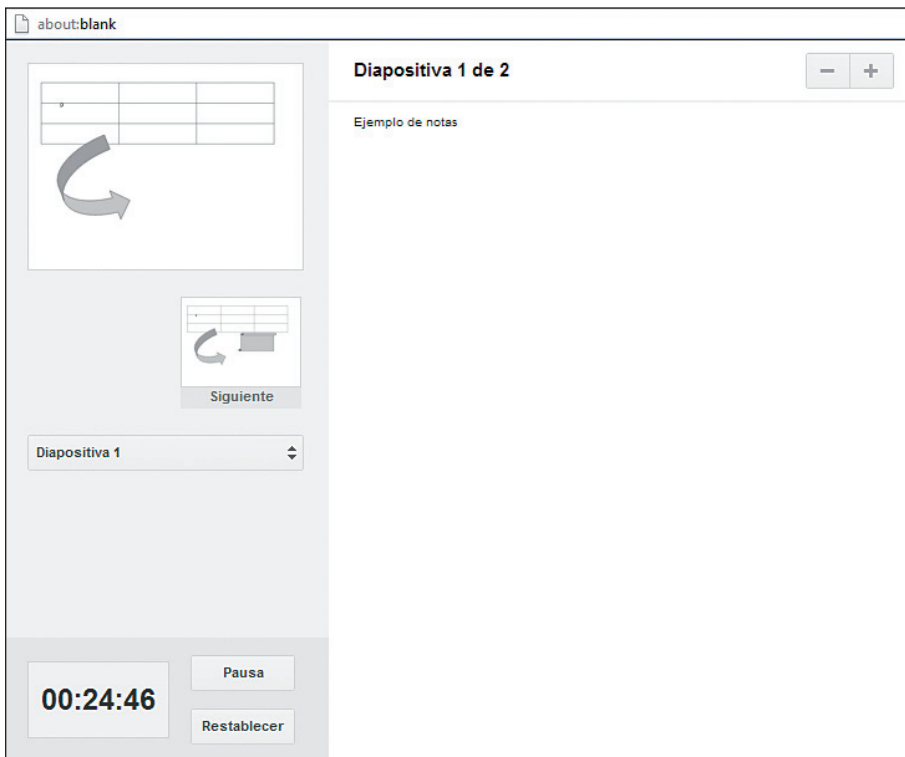 about:blank
Diapositiva 1 de 2
Ejemplo de notas
Siguiente
Diapositiva 1
00:24:46
Pausa
Restablecer